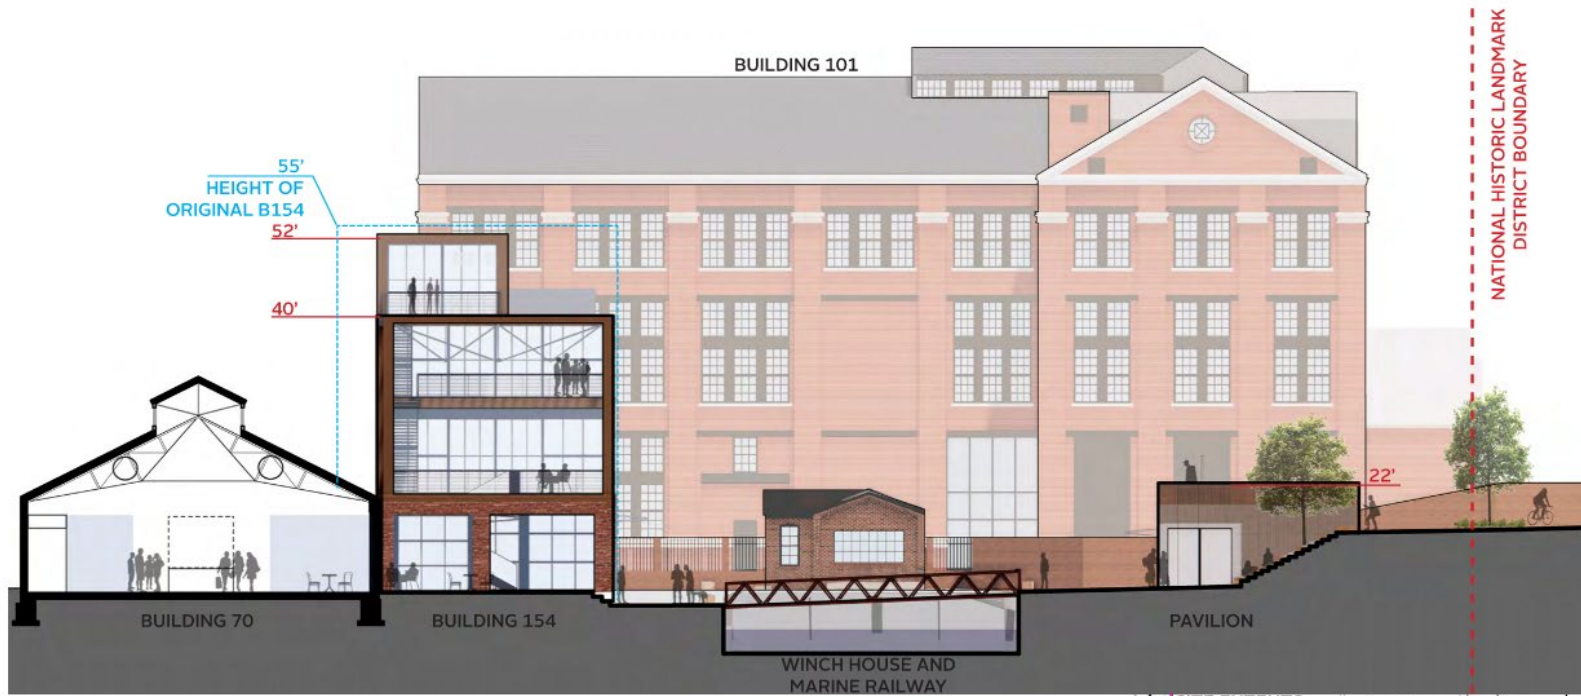 BUILDING 101
NATIONAL HISTORIC LANDMARK
DISTRICT BOUNDARY
55'
HEIGHT OF
ORIGINAL B154
52'
40'
22'
BUILDING 70
BUILDING 154
PAVILION
WINCH HOUSE AND
MARINE RAILWAY